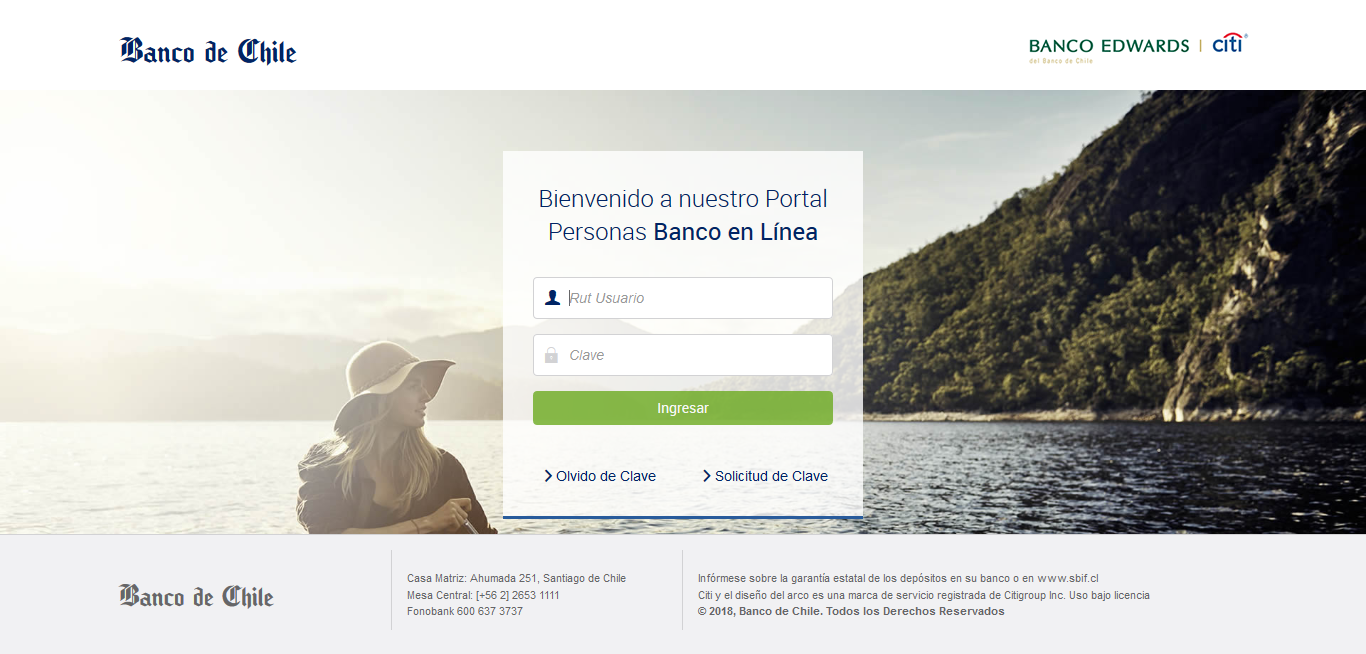 Banco de Chile
BANCO EDWARDS | citi®
del Banco de Chile
Bienvenido a nuestro Portal
Personas Banco en Línea
Rut Usuario
Clave
Ingresar
Olvido de Clave
Solicitud de Clave
Banco de Chile
Casa Matriz: Ahumada 251, Santiago de Chile
Mesa Central: [+56 2] 2653 1111
Fonobank 600 637 3737
Infórmese sobre la garantía estatal de los depósitos en su banco o en www.sbif.cl
Citi y el diseño del arco es una marca de servicio registrada de Citigroup Inc. Uso bajo licencia
© 2018, Banco de Chile. Todos los Derechos Reservados